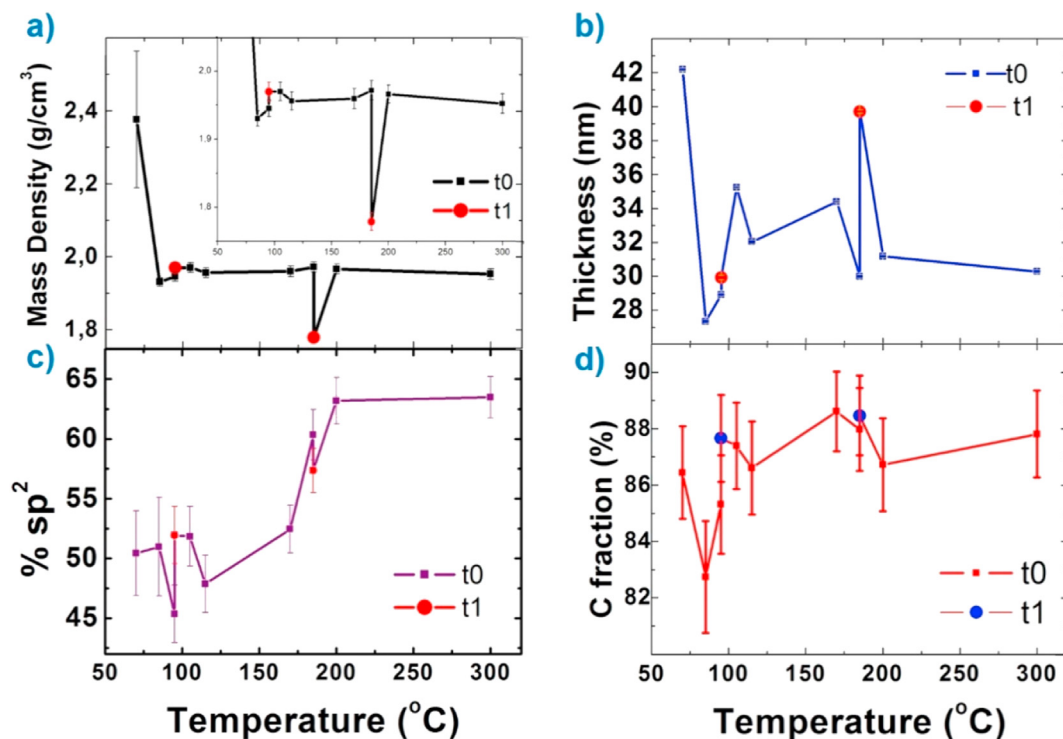 a)
Mass Density (g/cm³)
2,4
2,2
2,0
1,8
2,0
1,9
1,8
50
100
150
200
250
300
t0
t1
b)
Thickness (nm)
42
40
38
36
34
32
30
28
t0
t1
c)
% sp²
65
60
55
50
45
t0
t1
50 100 150 200 250 300
Temperature (°C)
d)
C fraction (%)
90
88
86
84
82
t0
t1
50 100 150 200 250 300
Temperature (°C)